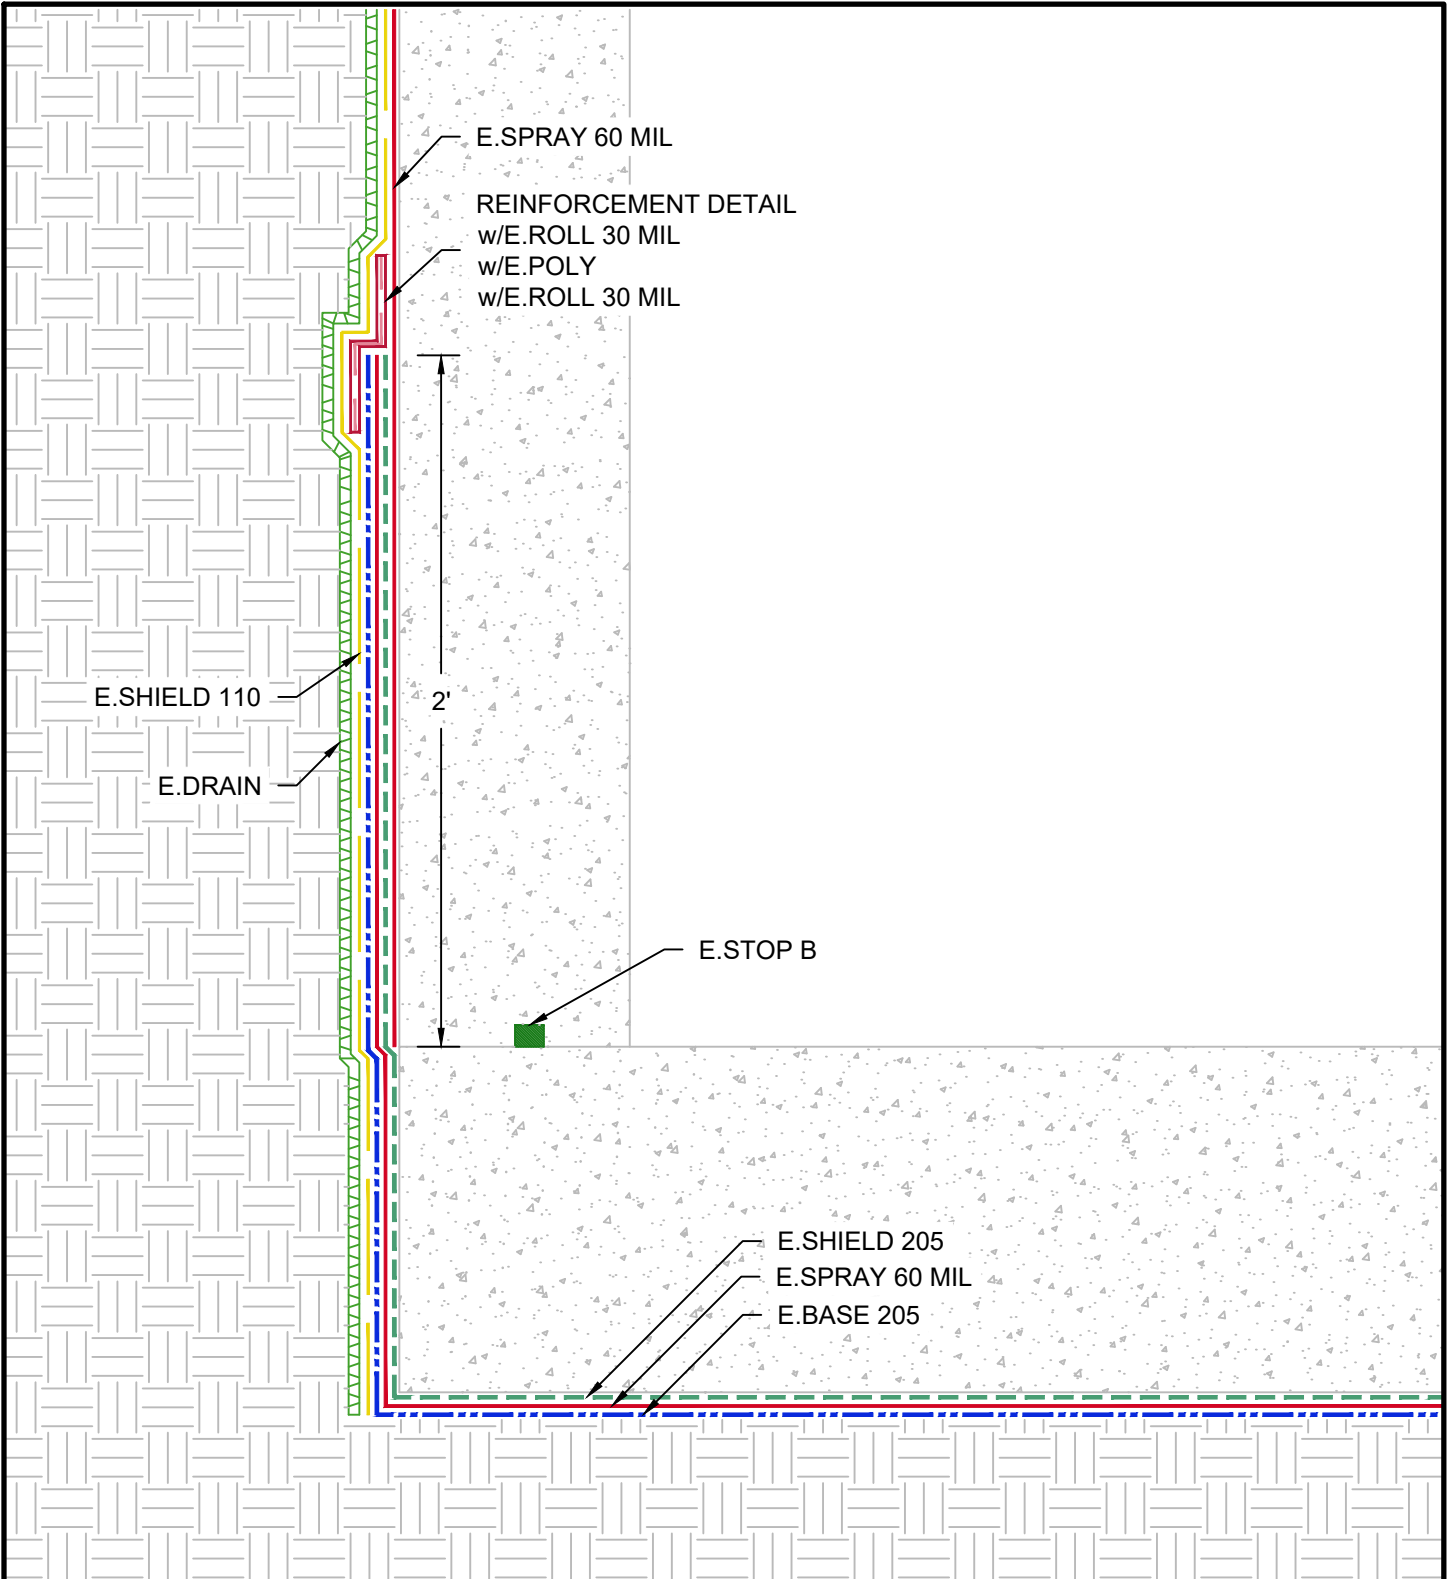 E.SPRAY 60 MIL
REINFORCEMENT DETAIL
w/E.ROLL 30 MIL
w/E.POLY
w/E.ROLL 30 MIL
E.SHIELD 110
2'
E.DRAIN
E.STOP B
E.SHIELD 205
E.SPRAY 60 MIL
E.BASE 205